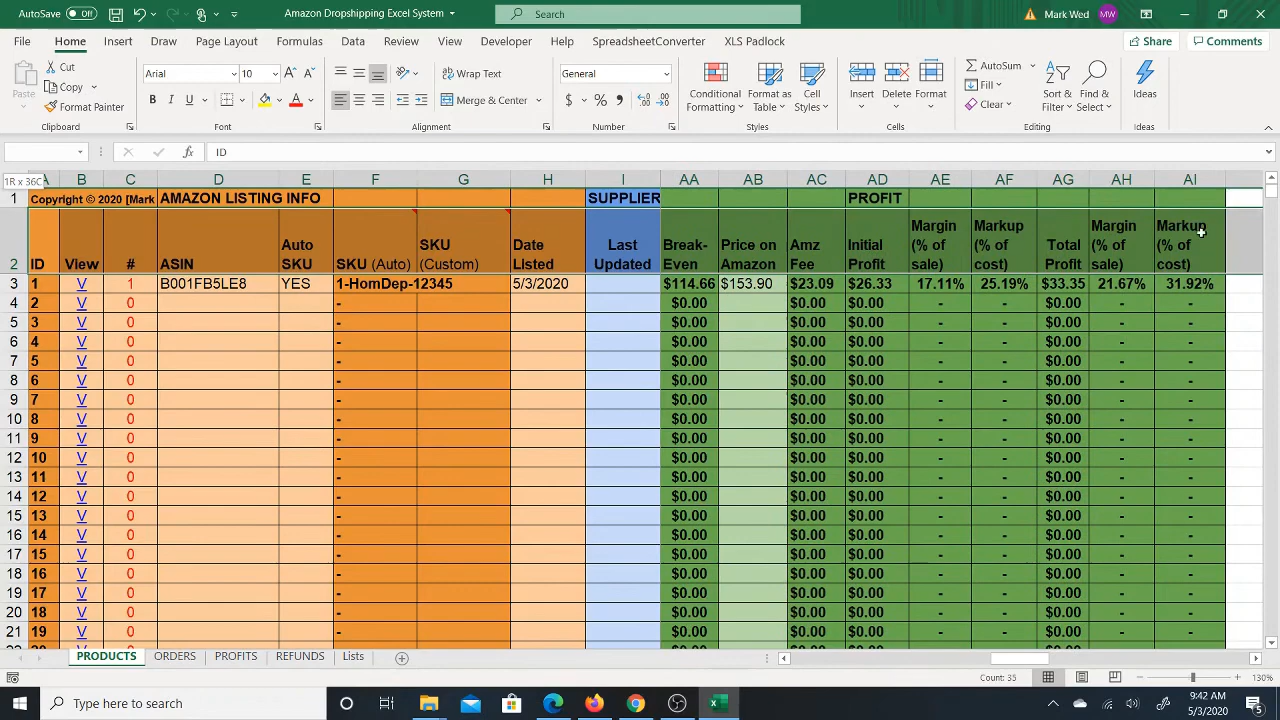 AutoSave Off Amazon Dropshipping Excel System Search Mark Wed MW
File Home Insert Draw Page Layout Formulas Data Review View Developer Help SpreadsheetConverter XLS Padlock Share Comments
Paste Cut Copy Format Painter Clipboard
Arial 10 A A B I U A Font
Wrap Text Merge & Center Alignment
General $ % Number
Conditional Formatting Format as Table Cell Styles Styles
Insert Delete Format Cells
AutoSum Fill Clear Sort & Filter Find & Select Editing
Ideas Ideas
fx ID
1R x 36C A B C D E F G H I AA AB AC AD AE AF AG AH AI
1 Copyright © 2020 [Mark AMAZON LISTING INFO SUPPLIER PROFIT
2 ID View # ASIN Auto SKU SKU (Auto) SKU (Custom) Date Listed Last Updated Break-Even Price on Amazon Amz Fee Initial Profit Margin (% of sale) Markup (% of cost) Total Profit Margin (% of sale) Markup (% of cost)
3 1 V 1 B001FB5LE8 YES 1-HomDep-12345 5/3/2020 $114.66 $153.90 $23.09 $26.33 17.11% 25.19% $33.35 21.67% 31.92%
4 2 V 0 - $0.00 $0.00 $0.00 - - $0.00 - -
5 3 V 0 - $0.00 $0.00 $0.00 - - $0.00 - -
6 4 V 0 - $0.00 $0.00 $0.00 - - $0.00 - -
7 5 V 0 - $0.00 $0.00 $0.00 - - $0.00 - -
8 6 V 0 - $0.00 $0.00 $0.00 - - $0.00 - -
9 7 V 0 - $0.00 $0.00 $0.00 - - $0.00 - -
10 8 V 0 - $0.00 $0.00 $0.00 - - $0.00 - -
11 9 V 0 - $0.00 $0.00 $0.00 - - $0.00 - -
12 10 V 0 - $0.00 $0.00 $0.00 - - $0.00 - -
13 11 V 0 - $0.00 $0.00 $0.00 - - $0.00 - -
14 12 V 0 - $0.00 $0.00 $0.00 - - $0.00 - -
15 13 V 0 - $0.00 $0.00 $0.00 - - $0.00 - -
16 14 V 0 - $0.00 $0.00 $0.00 - - $0.00 - -
17 15 V 0 - $0.00 $0.00 $0.00 - - $0.00 - -
18 16 V 0 - $0.00 $0.00 $0.00 - - $0.00 - -
19 17 V 0 - $0.00 $0.00 $0.00 - - $0.00 - -
20 18 V 0 - $0.00 $0.00 $0.00 - - $0.00 - -
21 19 V 0 - $0.00 $0.00 $0.00 - - $0.00 - -
PRODUCTS ORDERS PROFITS REFUNDS Lists
Count: 35 130%
Type here to search 9:42 AM
5/3/2020